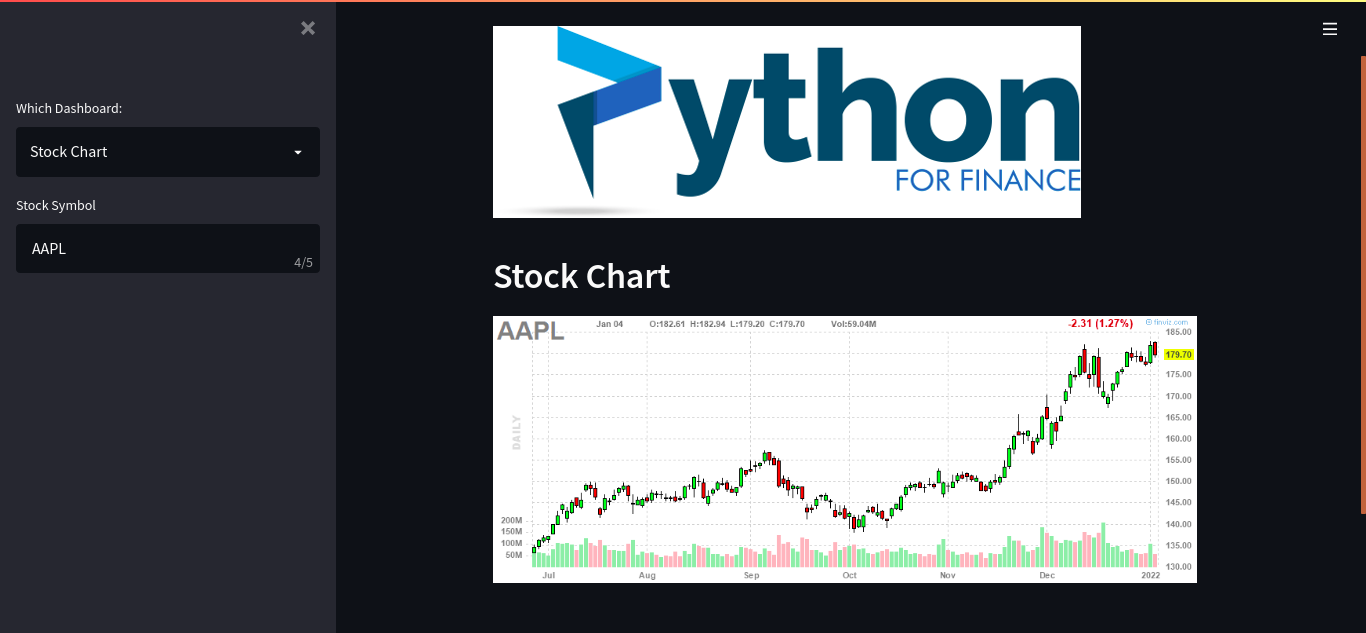 Which Dashboard:
Stock Chart
Stock Symbol
AAPL
4/5
Python
FOR FINANCE
Stock Chart
AAPL
Jan 04 O:182.61 H:182.94 L:179.20 C:179.70 Vol:59.04M
-2.31 (1.27%)
© finviz.com
DAILY
185.00
179.70
175.00
170.00
165.00
160.00
155.00
150.00
145.00
140.00
135.00
130.00
200M
150M
100M
50M
Jul Aug Sep Oct Nov Dec 2022